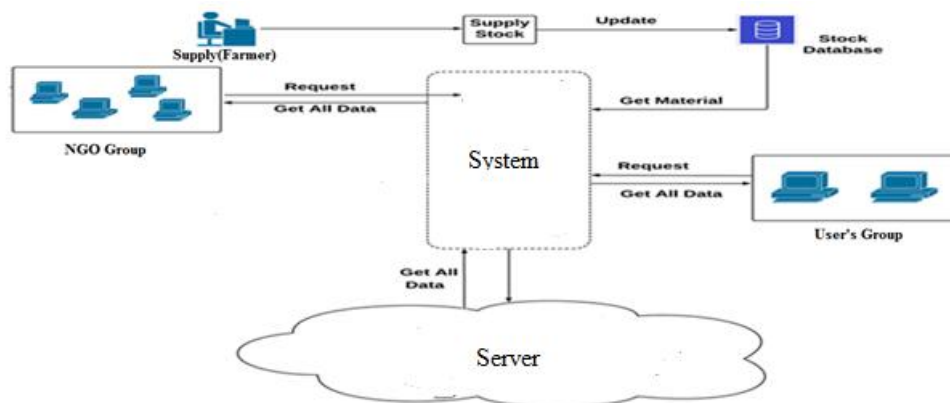 Supply(Farmer)
Supply
Stock
Update
Stock
Database
Request
Get All Data
NGO Group
Get Material
System
Request
Get All Data
User's Group
Get All
Data
Server